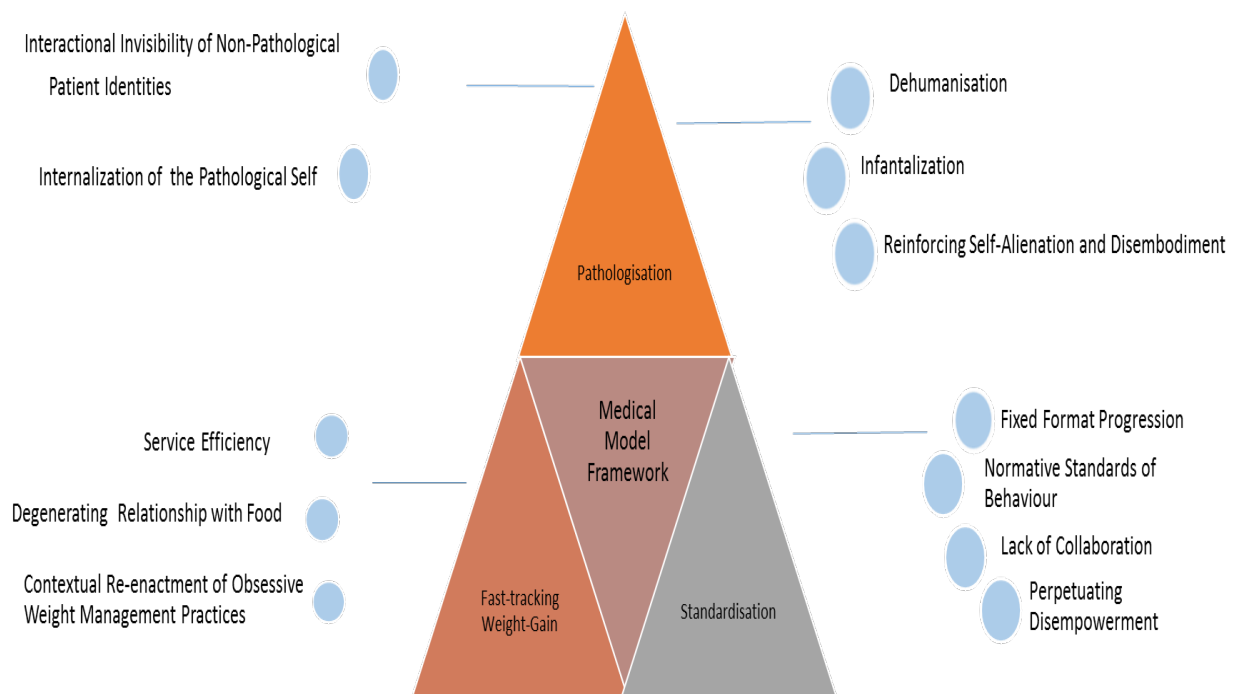 Interactional Invisibility of Non-Pathological
Patient Identities
Internalization of the Pathological Self
Dehumanisation
Infantalization
Reinforcing Self-Alienation and Disembodiment
Pathologisation
Medical
Model
Framework
Service Efficiency
Degenerating Relationship with Food
Contextual Re-enactment of Obsessive
Weight Management Practices
Fast-tracking
Weight-Gain
Standardisation
Fixed Format Progression
Normative Standards of
Behaviour
Lack of Collaboration
Perpetuating
Disempowerment